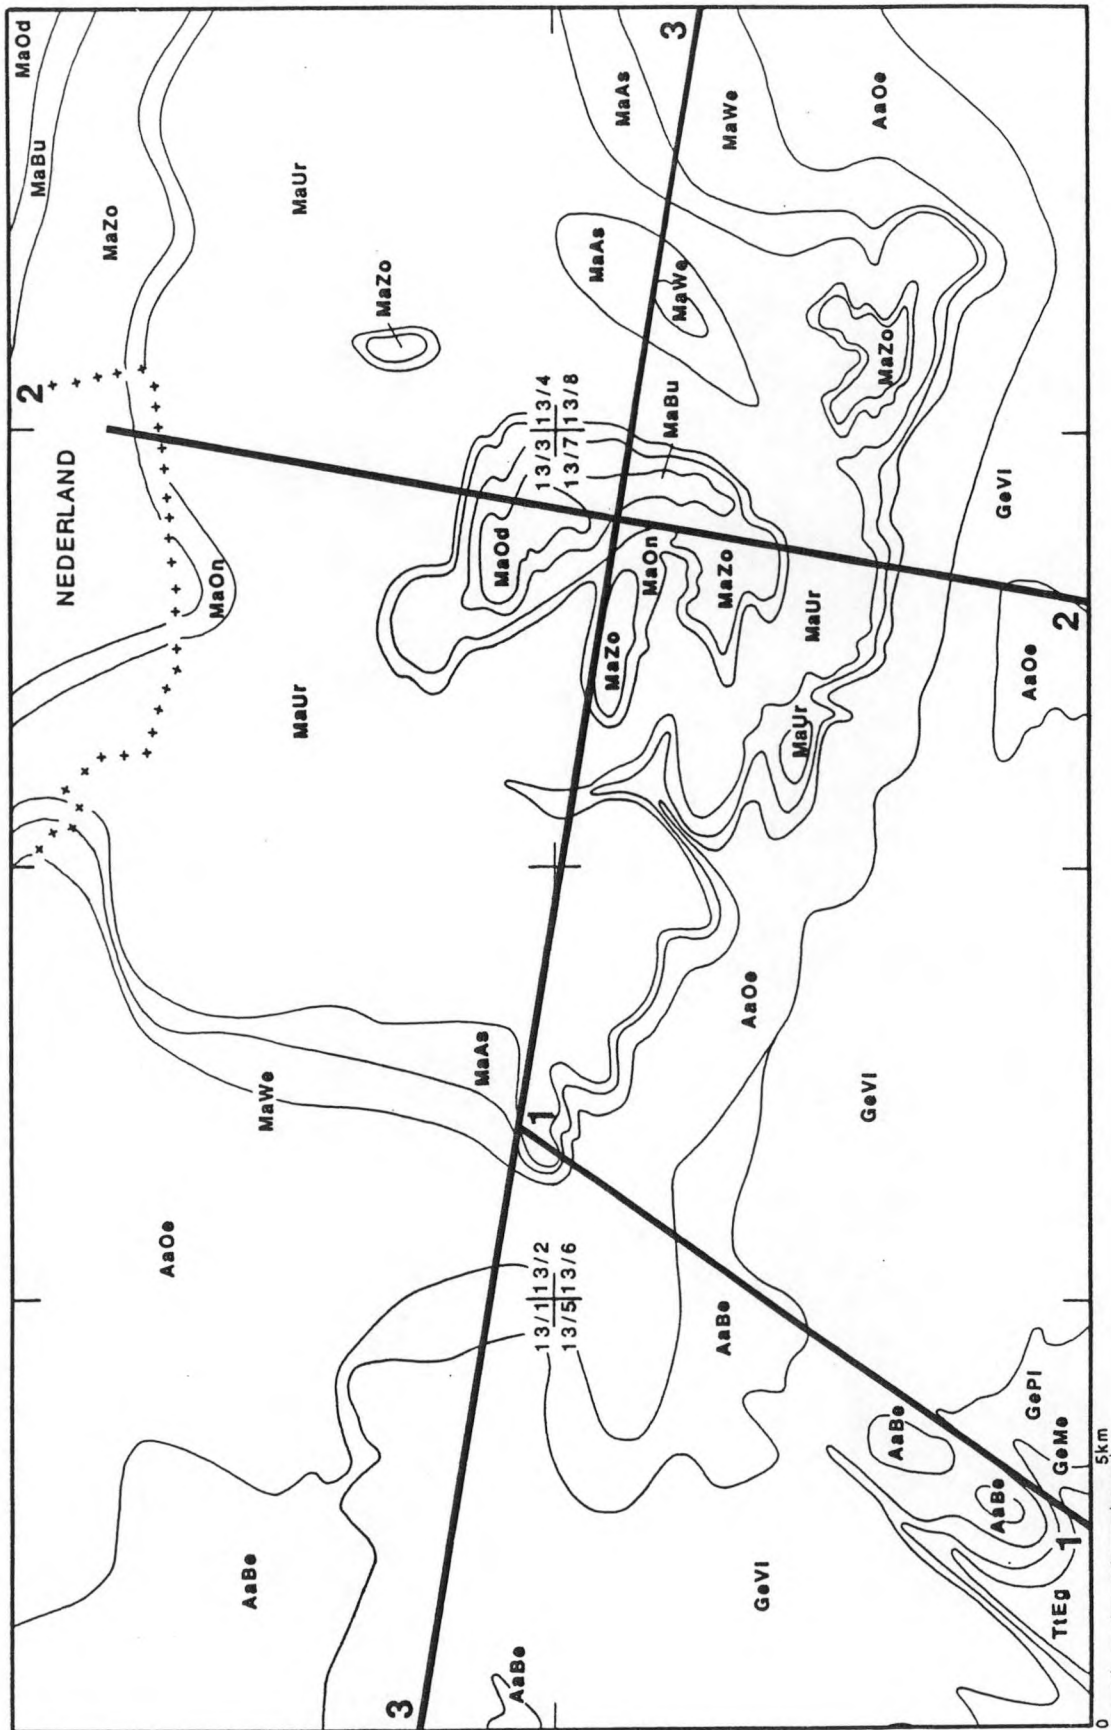 MaOd
2
MaBu
NEDERLAND
MaZo
AaOe
MaOn
AaBe
MaWe
MaUr
MaUr
MaZo
3
MaAs
MaOd
AaBe
1
13/1 13/2
13/5 13/6
13/3 13/4
13/7 13/8
MaAs
MaZo
MaAs
MaOn
MaBu
3
MaWe
AaBe
MaZo
MaWe
AaOe
GeVl
MaUr
MaUr
GeVl
AaOe
MaZo
AaBe
AaBe
GeVl
AaOe
GePl
TtEg
GeMe
2
1
0 5km